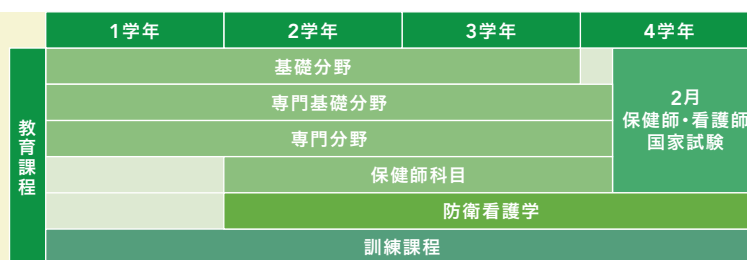 1学年 2学年 3学年 4学年
教育課程
基礎分野
専門基礎分野
専門分野
保健師科目
2月
保健師・看護師
国家試験
防衛看護学
訓練課程